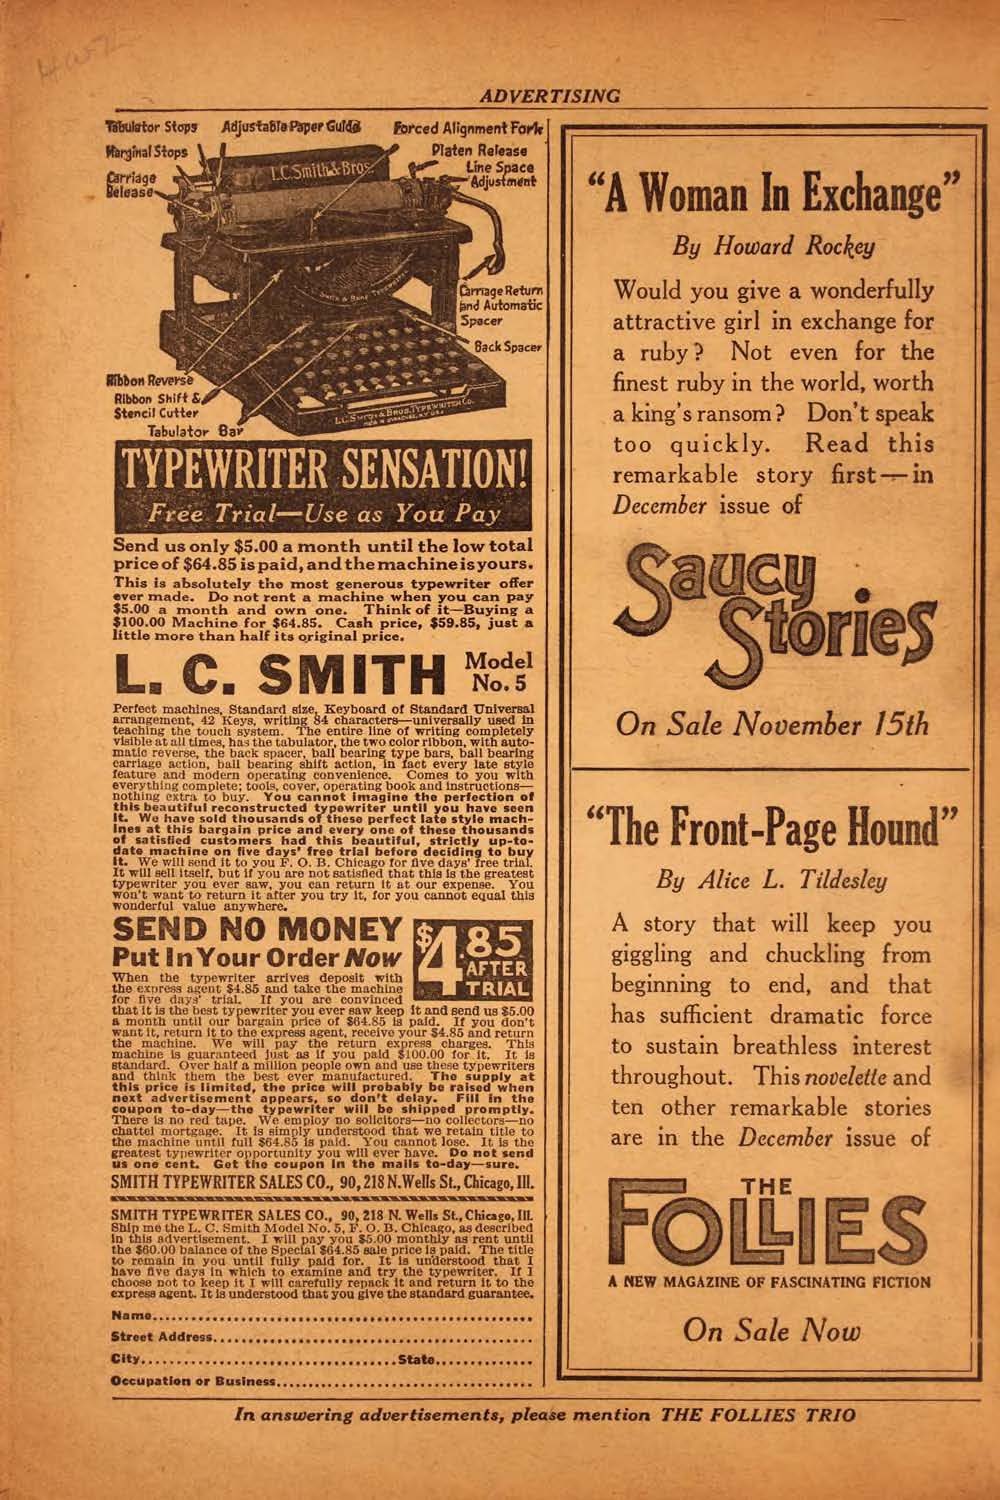 ADVERTISING
Tabulator Stops
Adjustable Paper Guide
Forced Alignment Fork
Marginal Stops
Platen Release
Carriage
Release
Line Space
Adjustment
L.C. Smith & Bros.
Carriage Return
and Automatic
Spacer
Back Spacer
Ribbon Reverse
Ribbon Shift &
Stencil Cutter
Tabulator Bar
L.C. SMITH & BROS. TYPEWRITER CO.
TYPEWRITER SENSATION!
Free Trial—Use as You Pay
Send us only $5.00 a month until the low total
price of $64.85 is paid, and the machine is yours.
This is absolutely the most generous typewriter offer
ever made. Do not rent a machine when you can pay
$5.00 a month and own one. Think of it—Buying a
$100.00 Machine for $64.85. Cash price, $59.85, just a
little more than half its original price.
L. C. SMITH Model
No. 5
Perfect machines, Standard size, Keyboard of Standard Universal
arrangement, 42 Keys, writing 84 characters—universally used in
teaching the touch system. The entire line of writing completely
visible at all times, has the tabulator, the two color ribbon, with auto-
matic reverse, the back spacer, ball bearing type bars, ball bearing
carriage action, ball bearing shift action, in fact every late style
feature and modern operating convenience. Comes to you with
everything complete; tools, cover, operating book and instructions—
nothing extra to buy. You cannot imagine the perfection of
this beautiful reconstructed typewriter until you have seen
it. We have sold thousands of these perfect late style mach-
ines at this bargain price and every one of these thousands
of satisfied customers had this beautiful, strictly up-to-
date machine on five days' free trial before deciding to buy
it. We will send it to you F. O. B. Chicago for five days' free trial.
It will sell itself, but if you are not satisfied that this is the greatest
typewriter you ever saw, you can return it at our expense. You
won't want to return it after you try it, for you cannot equal this
wonderful value anywhere.
SEND NO MONEY
Put In Your Order Now
$4.85
AFTER
TRIAL
When the typewriter arrives deposit with
the express agent $4.85 and take the machine
for five days' trial. If you are convinced
that it is the best typewriter you ever saw keep it and send us $5.00
a month until our bargain price of $64.85 is paid. If you don't
want it, return it to the express agent, receive your $4.85 and return
the machine. We will pay the return express charges. This
machine is guaranteed just as if you paid $100.00 for it. It is
standard. Over half a million people own and use these typewriters
and think them the best ever manufactured. The supply at
this price is limited, the price will probably be raised when
next advertisement appears, so don't delay. Fill in the
coupon to-day—the typewriter will be shipped promptly.
There is no red tape. We employ no solicitors—no collectors—no
chattel mortgage. It is simply understood that we retain title to
the machine until full $64.85 is paid. You cannot lose. It is the
greatest typewriter opportunity you will ever have. Do not send
us one cent. Get the coupon in the mails to-day—sure.
SMITH TYPEWRITER SALES CO., 90, 218 N. Wells St., Chicago, Ill.
SMITH TYPEWRITER SALES CO., 90, 218 N. Wells St., Chicago, Ill.
Ship me the L. C. Smith Model No. 5, F. O. B. Chicago, as described
in this advertisement. I will pay you $5.00 monthly as rent until
the $60.00 balance of the Special $64.85 sale price is paid. The title
to remain in you until fully paid for. It is understood that I
have five days in which to examine and try the typewriter. If I
choose not to keep it I will carefully repack it and return it to the
express agent. It is understood that you give the standard guarantee.
Name
Street Address
City State
Occupation or Business
"A Woman In Exchange"
By Howard Rockey
Would you give a wonderfully
attractive girl in exchange for
a ruby? Not even for the
finest ruby in the world, worth
a king's ransom? Don't speak
too quickly. Read this
remarkable story first—in
December issue of
Saucy
Stories
On Sale November 15th
"The Front-Page Hound"
By Alice L. Tildesley
A story that will keep you
giggling and chuckling from
beginning to end, and that
has sufficient dramatic force
to sustain breathless interest
throughout. This novelette and
ten other remarkable stories
are in the December issue of
THE
FOLLIES
A NEW MAGAZINE OF FASCINATING FICTION
On Sale Now
In answering advertisements, please mention THE FOLLIES TRIO